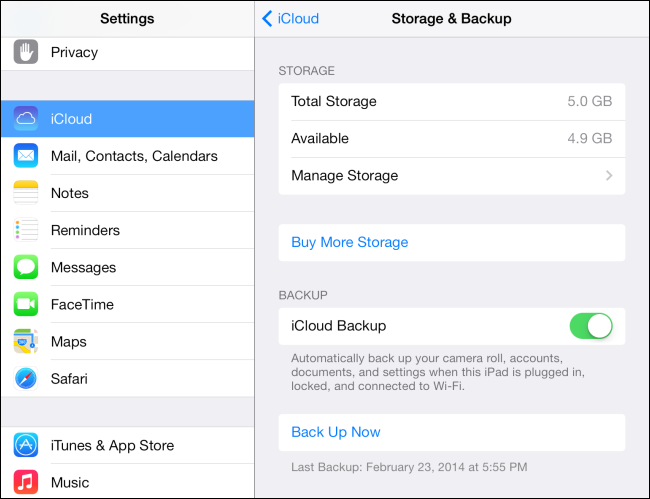 Settings
Privacy
iCloud
Mail, Contacts, Calendars
Notes
Reminders
Messages
FaceTime
Maps
Safari
iTunes & App Store
Music
iCloud
Storage & Backup
STORAGE
Total Storage 5.0 GB
Available 4.9 GB
Manage Storage
Buy More Storage
BACKUP
iCloud Backup
Automatically back up your camera roll, accounts,
documents, and settings when this iPad is plugged in,
locked, and connected to Wi-Fi.
Back Up Now
Last Backup: February 23, 2014 at 5:55 PM